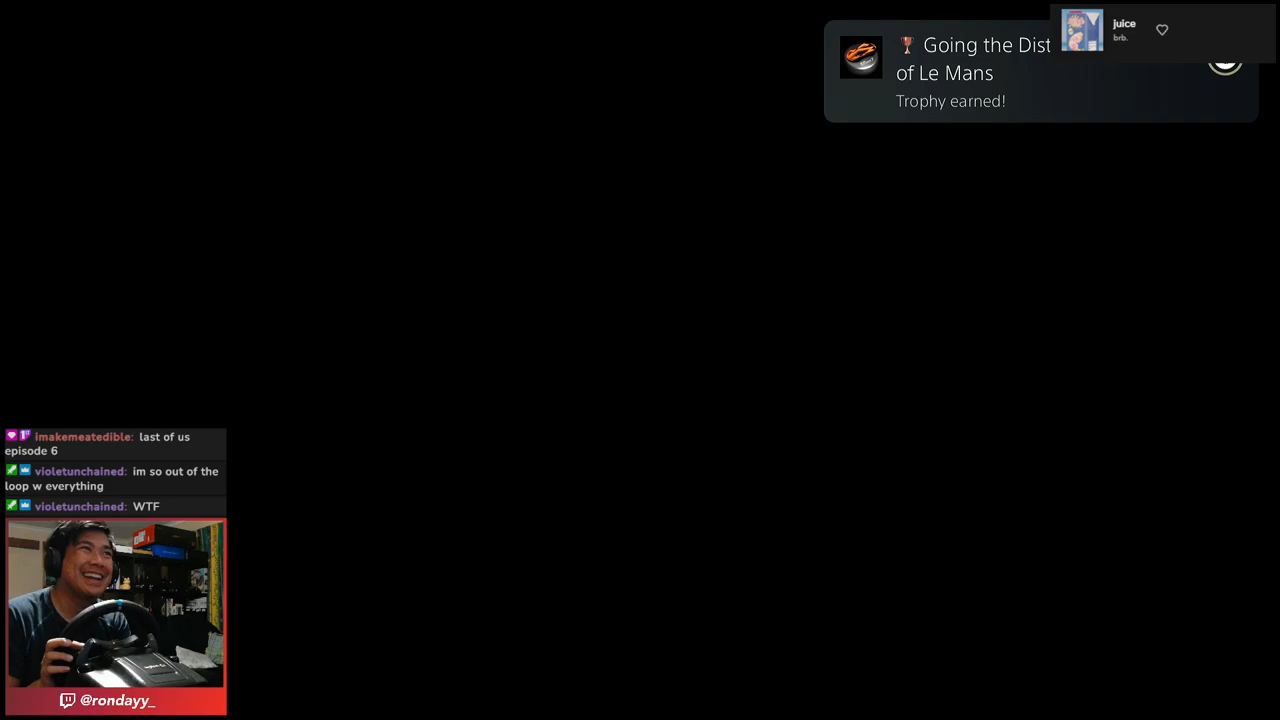 Going the Dist
of Le Mans
Trophy earned!
juice
brb.
imakemeatedible: last of us
episode 6
violetunchained: im so out of the
loop w everything
violetunchained: WTF
@rondayy_